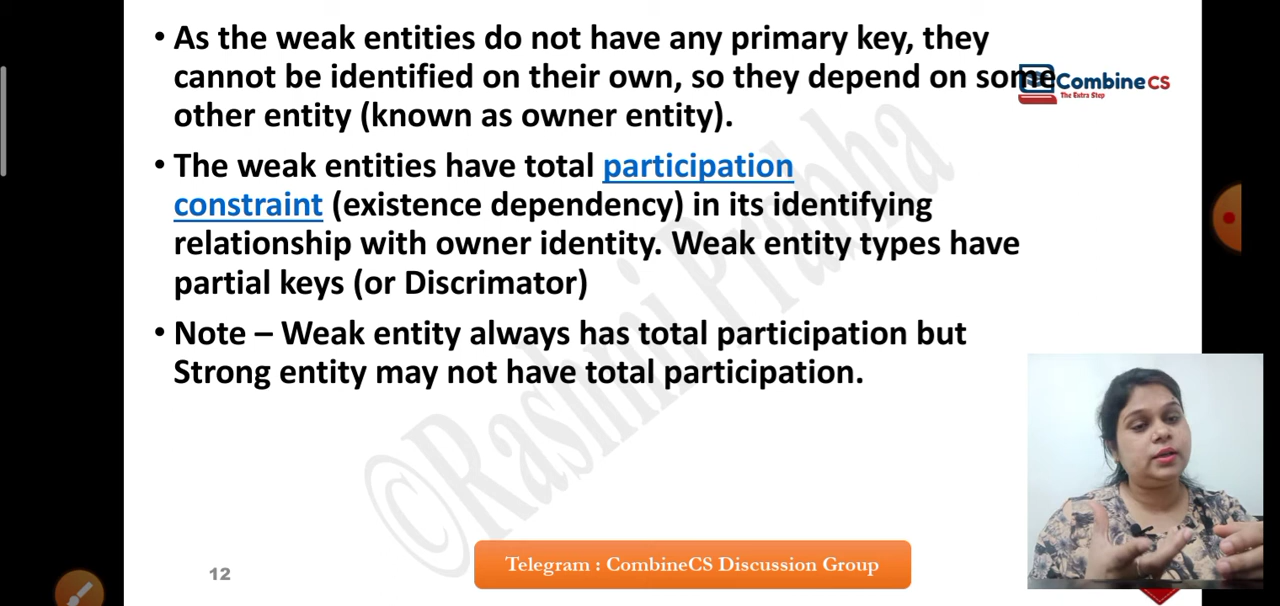 • As the weak entities do not have any primary key, they
cannot be identified on their own, so they depend on some
other entity (known as owner entity).
CombineCS
The Extra Step
• The weak entities have total participation
constraint (existence dependency) in its identifying
relationship with owner identity. Weak entity types have
partial keys (or Discrimator)
• Note – Weak entity always has total participation but
Strong entity may not have total participation.
©Rashmi Prabha
12
Telegram : CombineCS Discussion Group